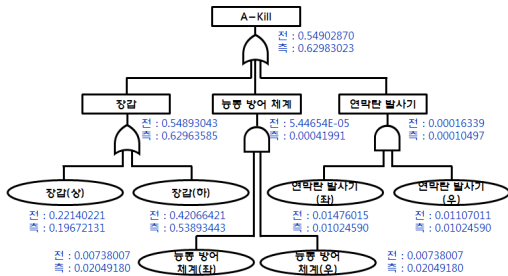 A-Kill
전 : 0.54902870
측 : 0.62983023
장갑
능동 방어 체계
연막탄 발사기
전 : 0.54893043
측 : 0.62963585
전 : 5.44654E-05
측 : 0.00041991
전 : 0.00016339
측 : 0.00010497
장갑(상)
장갑(하)
연막탄 발사기
(좌)
연막탄 발사기
(우)
전 : 0.22140221
측 : 0.19672131
전 : 0.42066421
측 : 0.53893443
전 : 0.01476015
측 : 0.01024590
전 : 0.01107011
측 : 0.01024590
전 : 0.00738007
측 : 0.02049180
능동 방어
체계(좌)
능동 방어
체계(우)
전 : 0.00738007
측 : 0.02049180